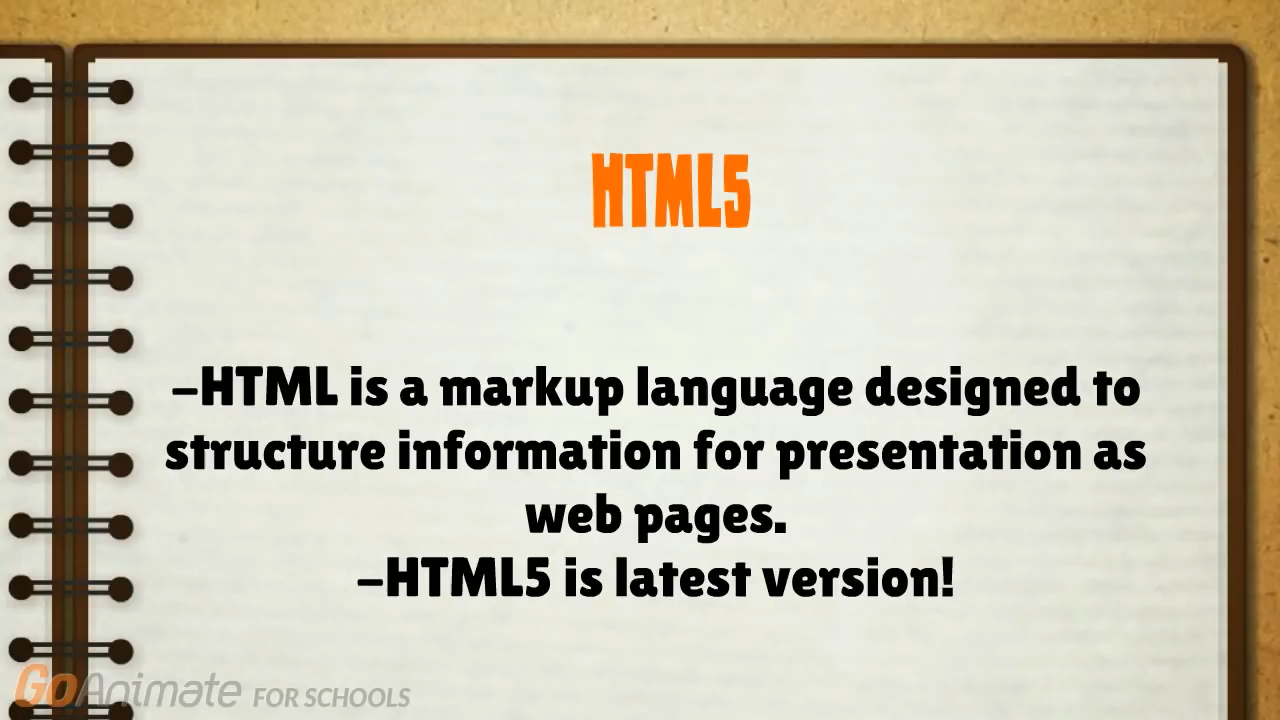 HTML5
-HTML is a markup language designed to
structure information for presentation as
web pages.
-HTML5 is latest version!
GoAnimate FOR SCHOOLS